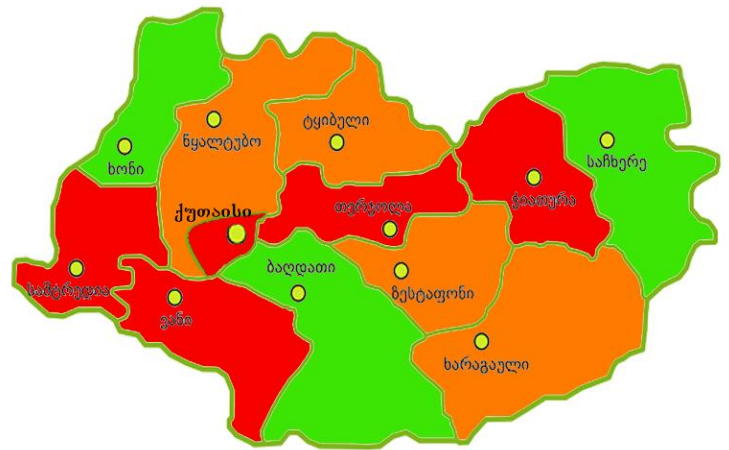 ტყიბული
წყალტუბო
საჩხერე
ხონი
ჭიათურა
თერჯოლა
ქუთაისი
ბაღდათი
ზესტაფონი
სამტრედია
ვანი
ხარაგაული